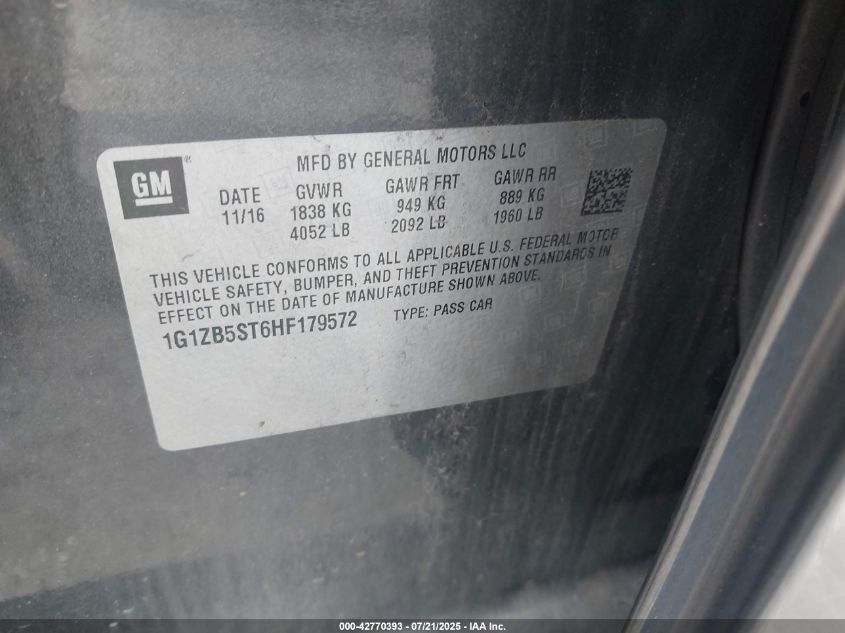 GM
MFD BY GENERAL MOTORS LLC
DATE GVWR GAWR FRT GAWR RR
11/16 1838 KG 949 KG 889 KG
4052 LB 2092 LB 1960 LB
THIS VEHICLE CONFORMS TO ALL APPLICABLE U.S. FEDERAL MOTOR
VEHICLE SAFETY, BUMPER, AND THEFT PREVENTION STANDARDS IN
EFFECT ON THE DATE OF MANUFACTURE SHOWN ABOVE.
1G1ZB5ST6HF179572 TYPE: PASS CAR
000-42770393 - 07/21/2025 - IAA Inc.